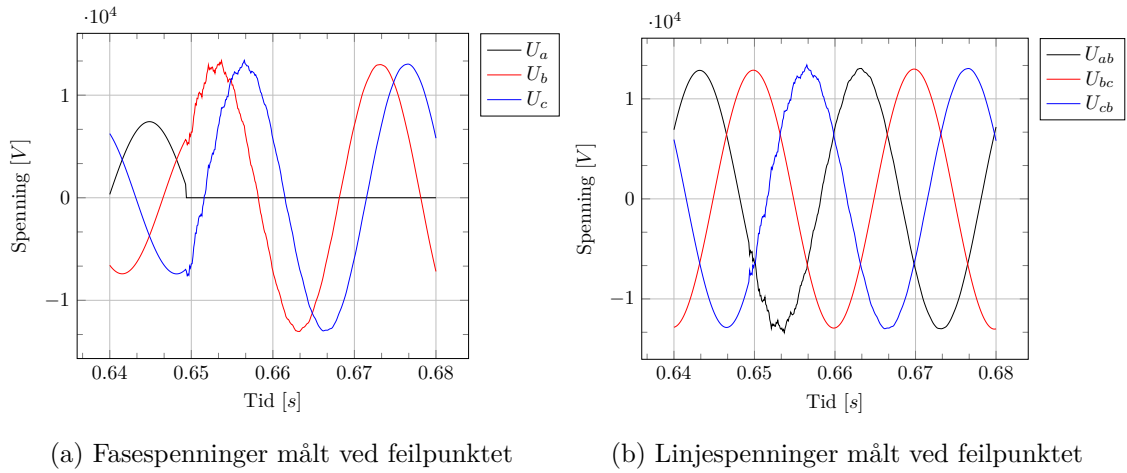 ·10⁴
Spenning [V]
1
0
−1
0.64 0.65 0.66 0.67 0.68
Tid [s]
U_a
U_b
U_c
(a) Fasespenninger målt ved feilpunktet
·10⁴
Spenning [V]
1
0
−1
0.64 0.65 0.66 0.67 0.68
Tid [s]
U_ab
U_bc
U_cb
(b) Linjespenninger målt ved feilpunktet